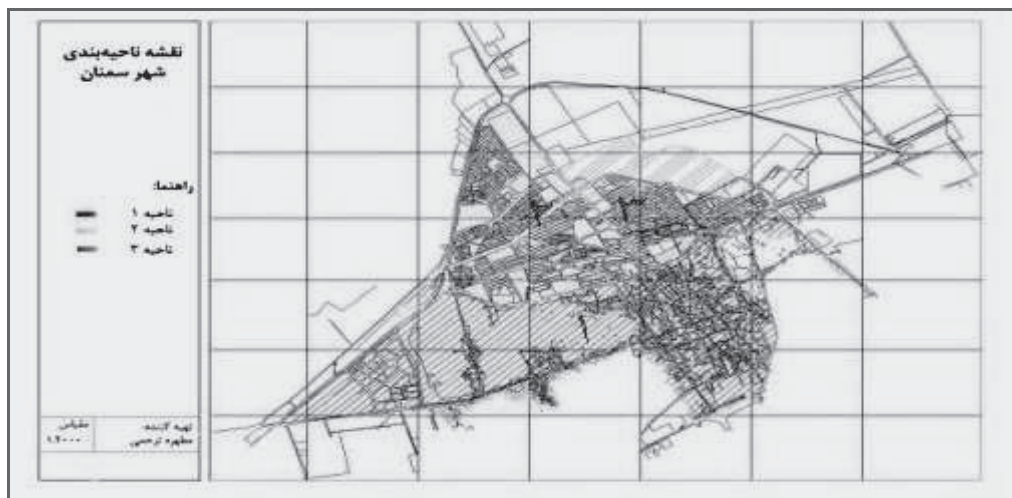 نقشه ناحیه‌بندی
شهر سمنان
راهنما:
ناحیه ۱
ناحیه ۲
ناحیه ۳
تهیه کننده:
مطهره ترحمی
مقیاس